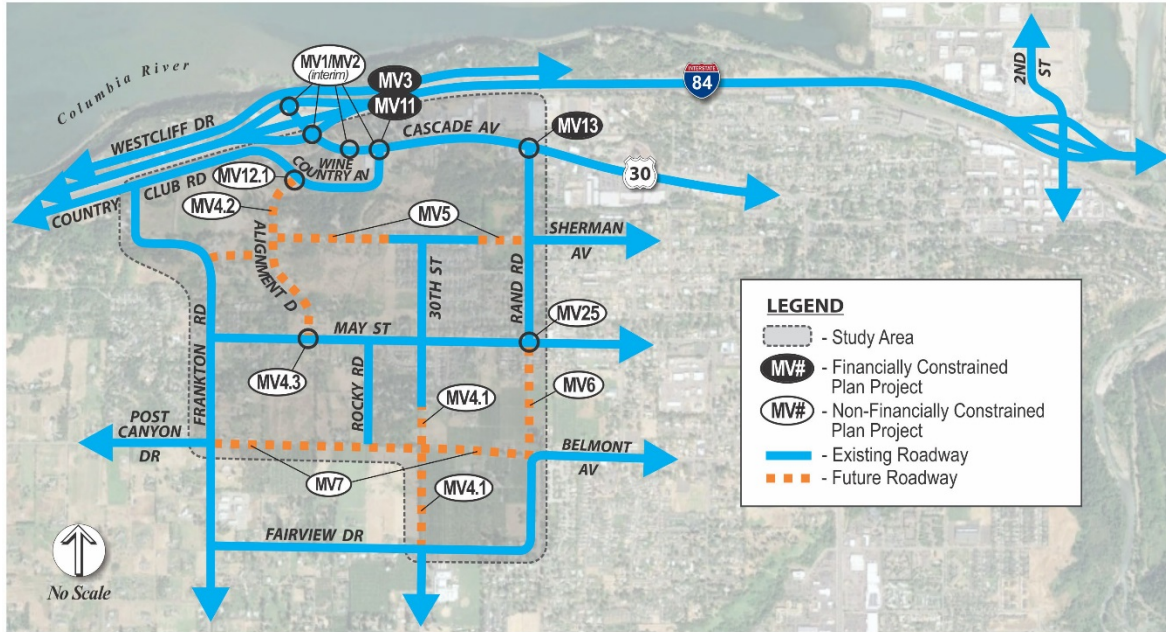 Columbia River
WESTCLIFF DR
MV1/MV2
(interim)
MV3
MV11
INTERSTATE
84
2ND
ST
CASCADE AV
MV13
WINE
COUNTRY AV
30
COUNTRY CLUB RD
MV12.1
MV4.2
ALIGNMENT D
MV5
SHERMAN
AV
30TH ST
RAND RD
MAY ST
MV25
FRANKTON RD
MV4.3
ROCKY RD
MV4.1
MV6
POST
CANYON
DR
MV7
BELMONT
AV
MV4.1
FAIRVIEW DR
No Scale
LEGEND
- Study Area
MV# - Financially Constrained
Plan Project
MV# - Non-Financially Constrained
Plan Project
- Existing Roadway
- Future Roadway